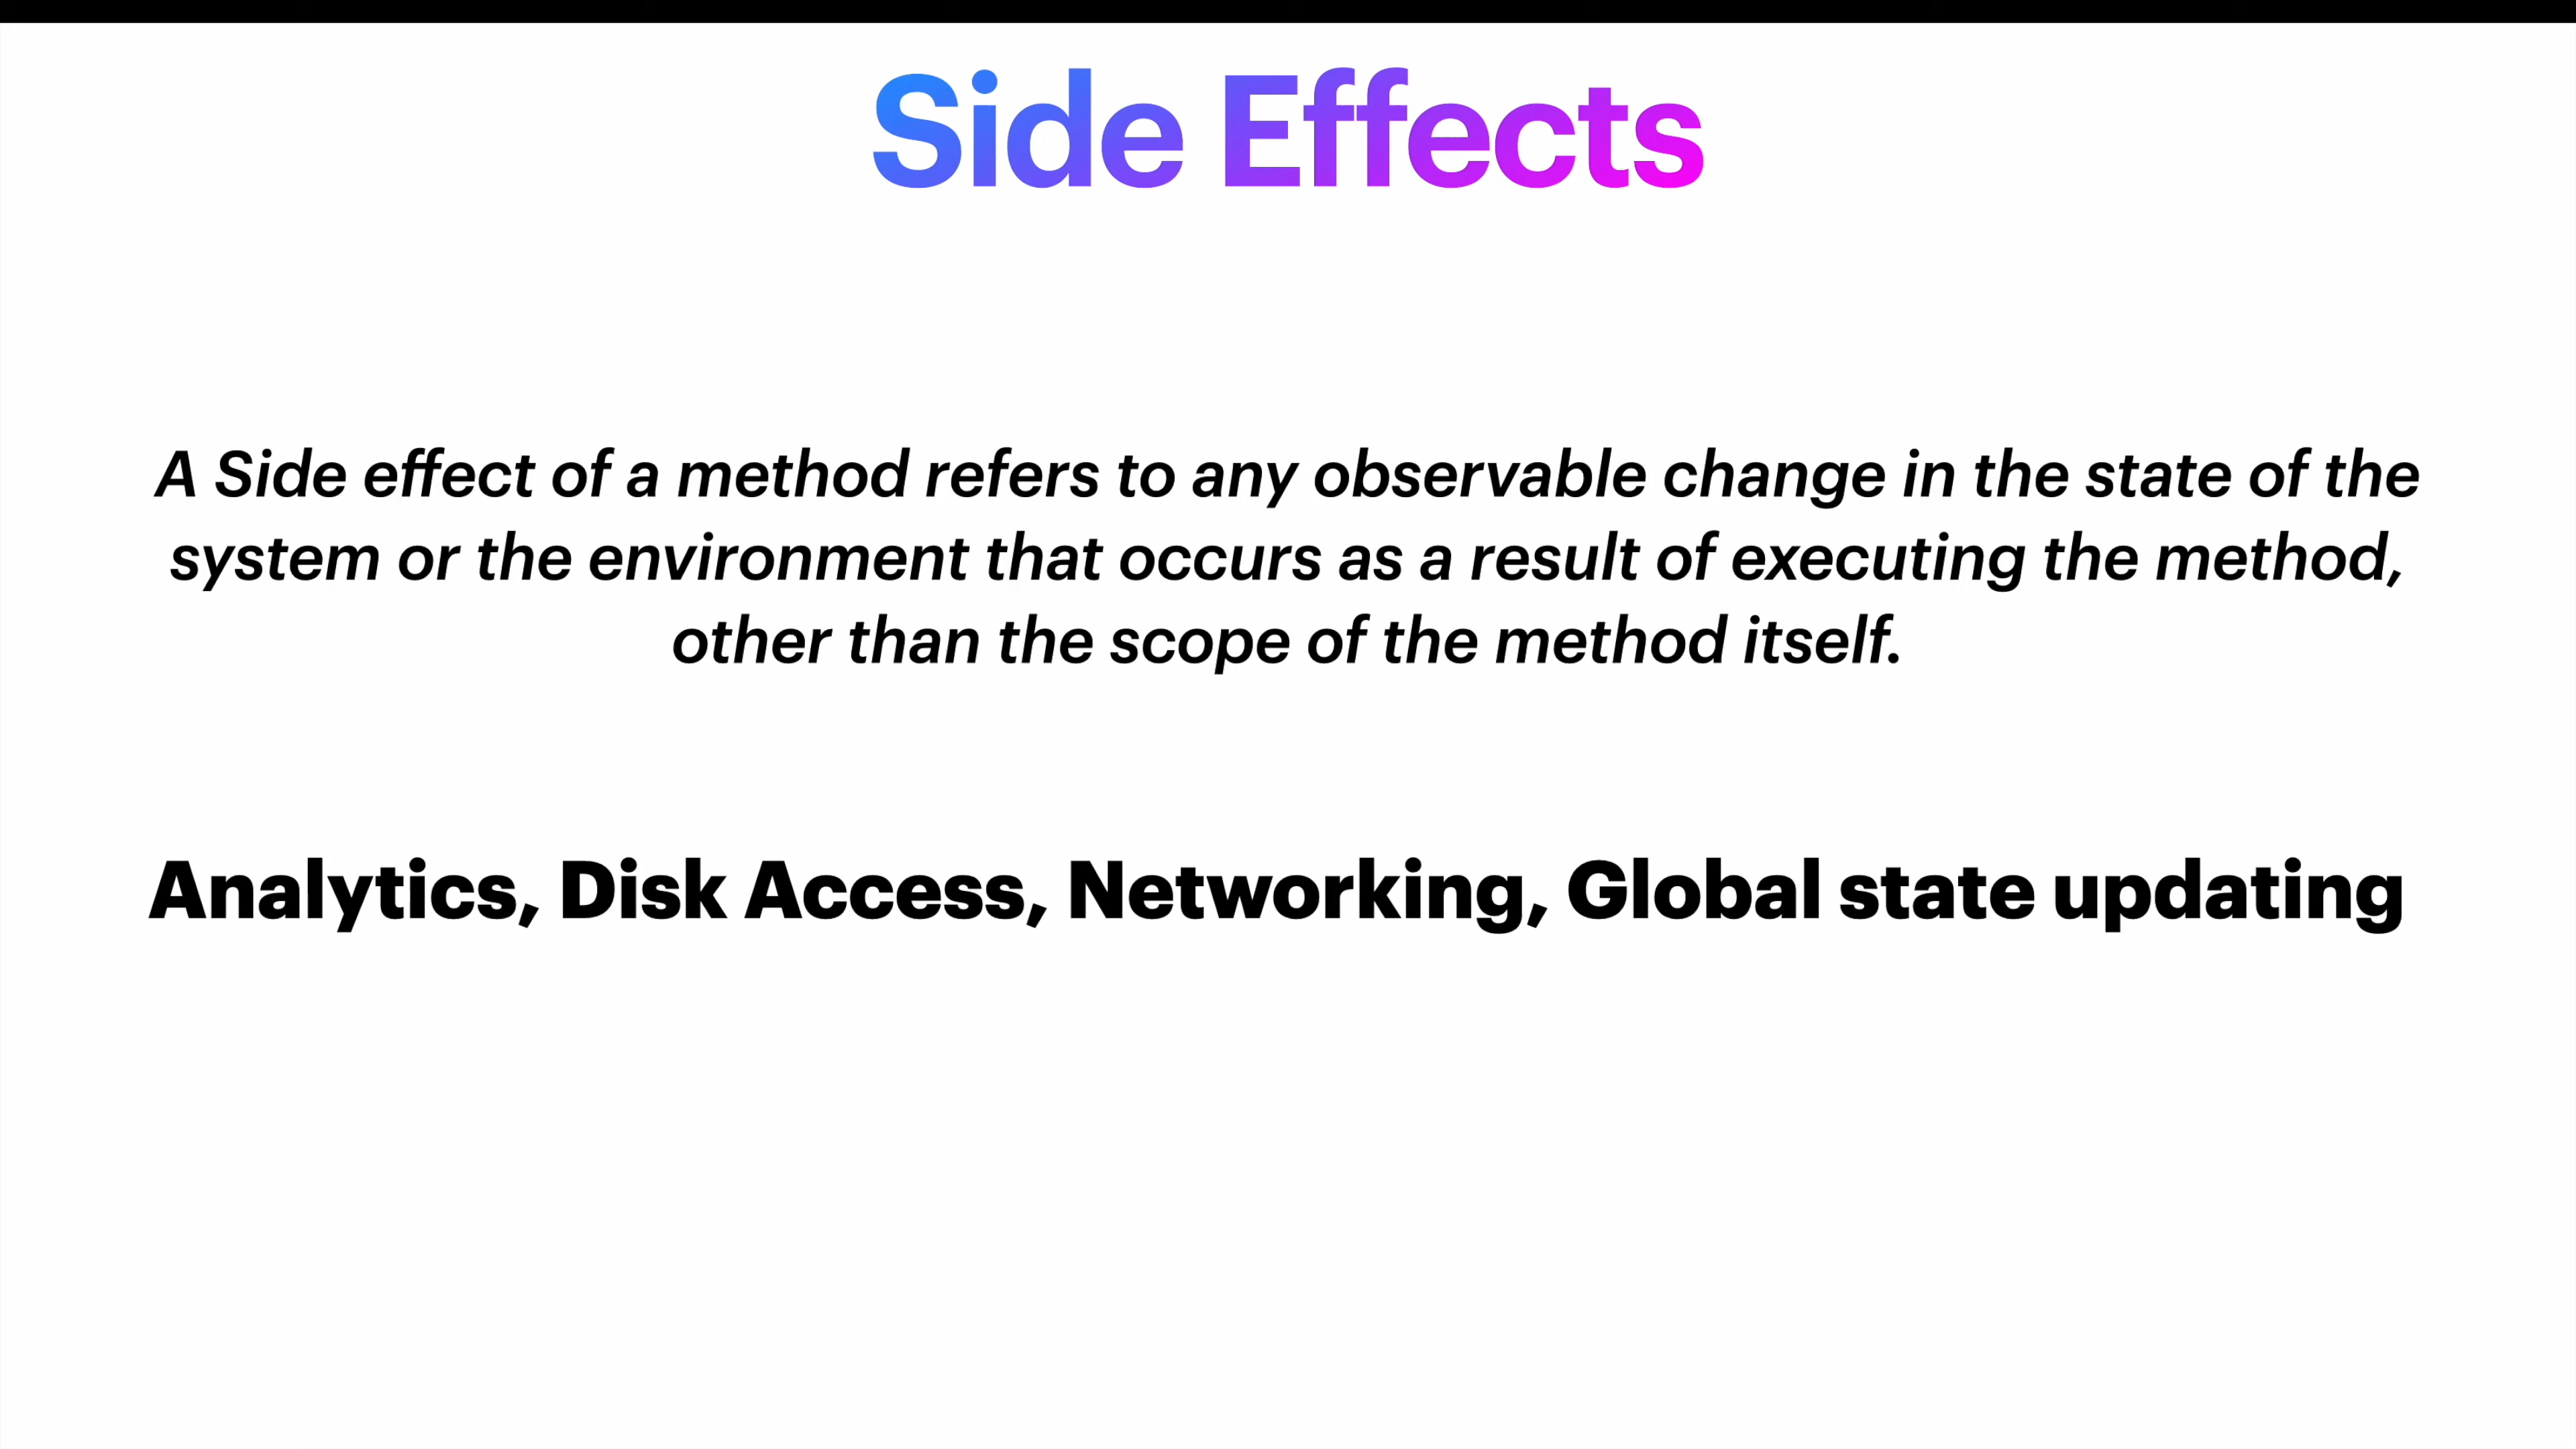 Side Effects
A Side effect of a method refers to any observable change in the state of the
system or the environment that occurs as a result of executing the method,
other than the scope of the method itself.
Analytics, Disk Access, Networking, Global state updating